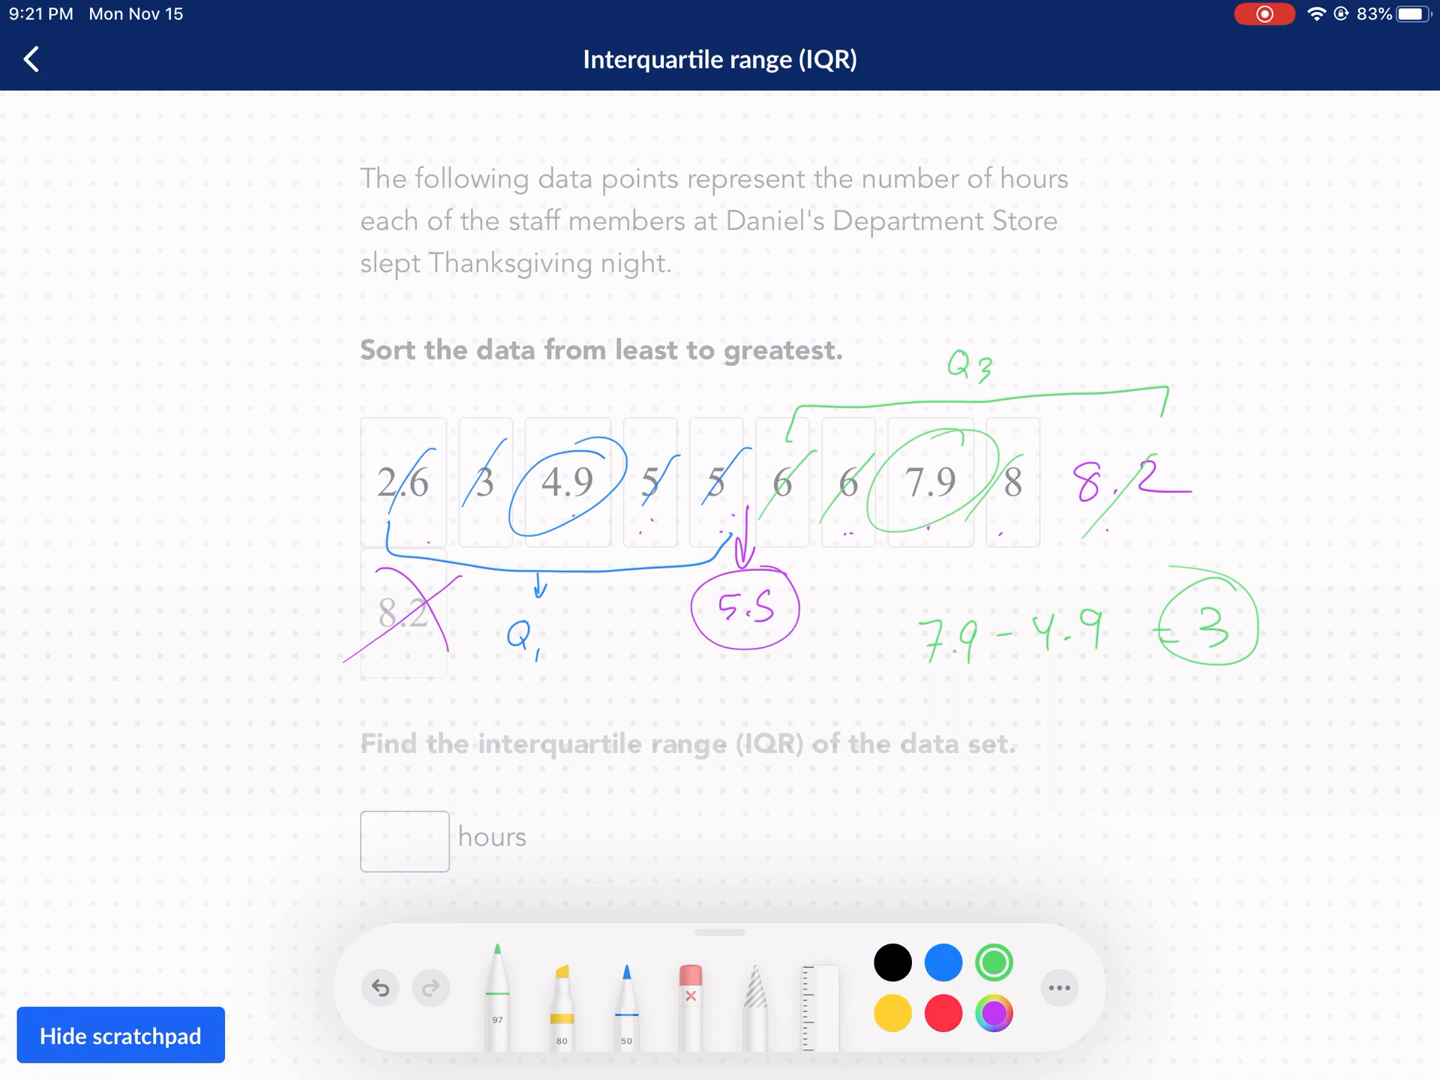 9:21 PM Mon Nov 15 83%
Interquartile range (IQR)
The following data points represent the number of hours
each of the staff members at Daniel's Department Store
slept Thanksgiving night.
Sort the data from least to greatest.
Q3
2.6 3 4.9 5 5 6 6 7.9 8 8.2
8.2 Q1 5.5 7.9 - 4.9 = 3
Find the interquartile range (IQR) of the data set.
hours
97 80 50
Hide scratchpad